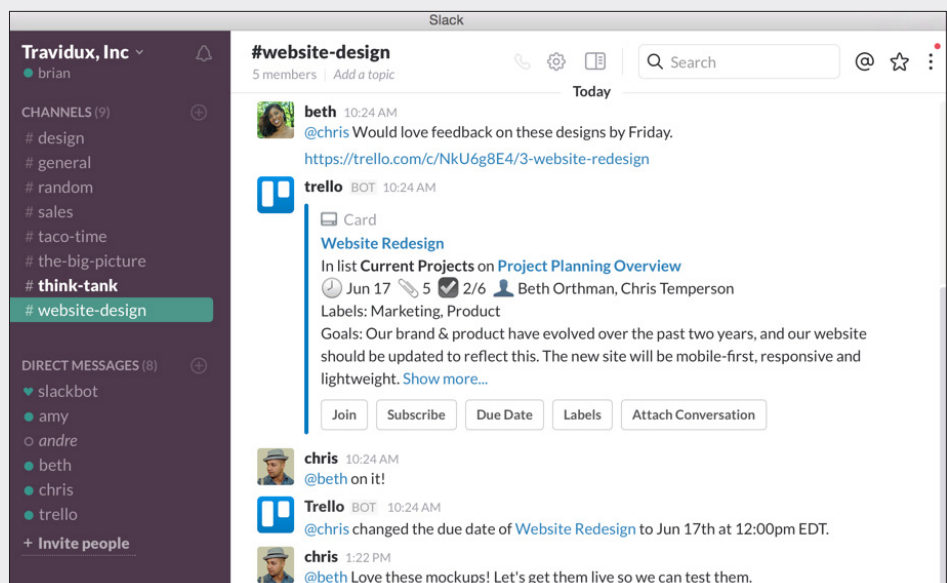 Slack
Travidux, Inc
brian
CHANNELS (9)
# design
# general
# random
# sales
# taco-time
# the-big-picture
# think-tank
# website-design
DIRECT MESSAGES (8)
slackbot
amy
andre
beth
chris
trello
+ Invite people
#website-design
5 members | Add a topic
Search
Today
beth 10:24 AM
@chris Would love feedback on these designs by Friday.
https://trello.com/c/NkU6g8E4/3-website-redesign
trello BOT 10:24 AM
Card
Website Redesign
In list Current Projects on Project Planning Overview
Jun 17 5 2/6 Beth Orthman, Chris Temperson
Labels: Marketing, Product
Goals: Our brand & product have evolved over the past two years, and our website
should be updated to reflect this. The new site will be mobile-first, responsive and
lightweight. Show more...
Join Subscribe Due Date Labels Attach Conversation
chris 10:24 AM
@beth on it!
Trello BOT 10:24 AM
@chris changed the due date of Website Redesign to Jun 17th at 12:00pm EDT.
chris 1:22 PM
@beth Love these mockups! Let's get them live so we can test them.